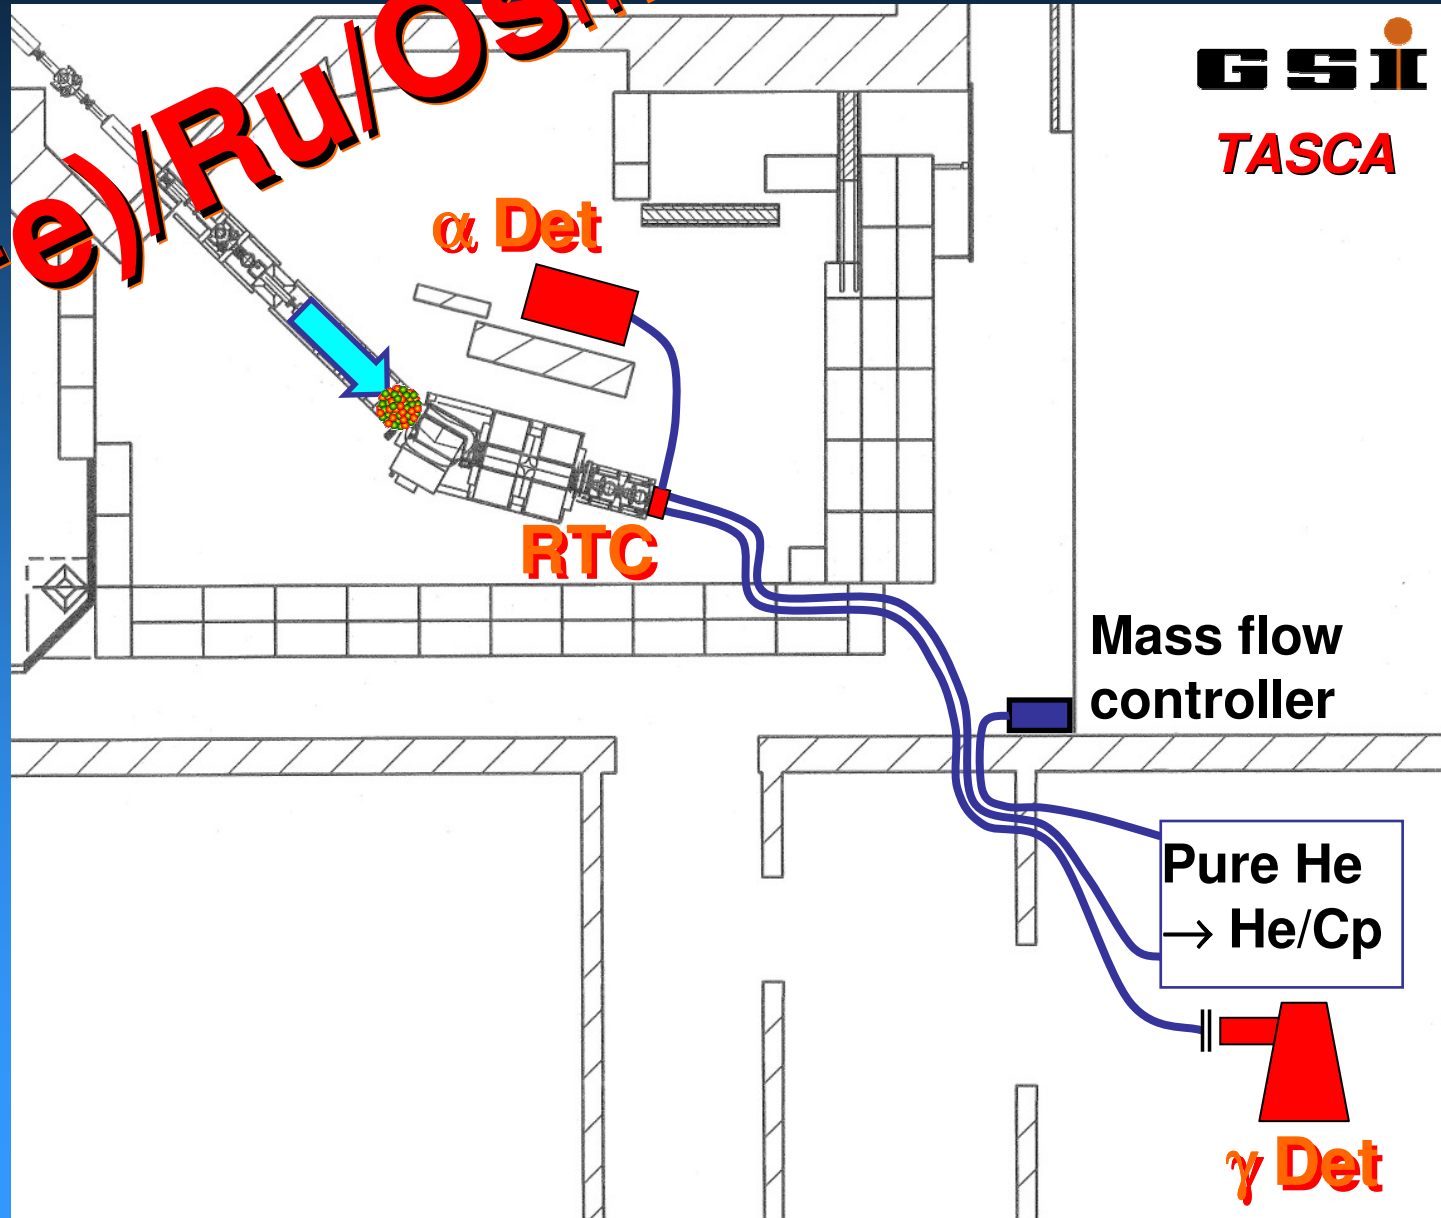 e)/Ru/Os
GSI
TASCA
α Det
RTC
Mass flow
controller
Pure He
→ He/Cp
γ Det